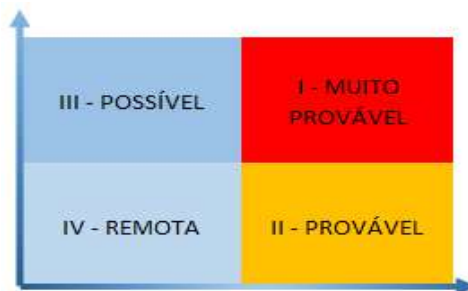 III - POSSÍVEL
I - MUITO
PROVÁVEL
IV - REMOTA
II - PROVÁVEL